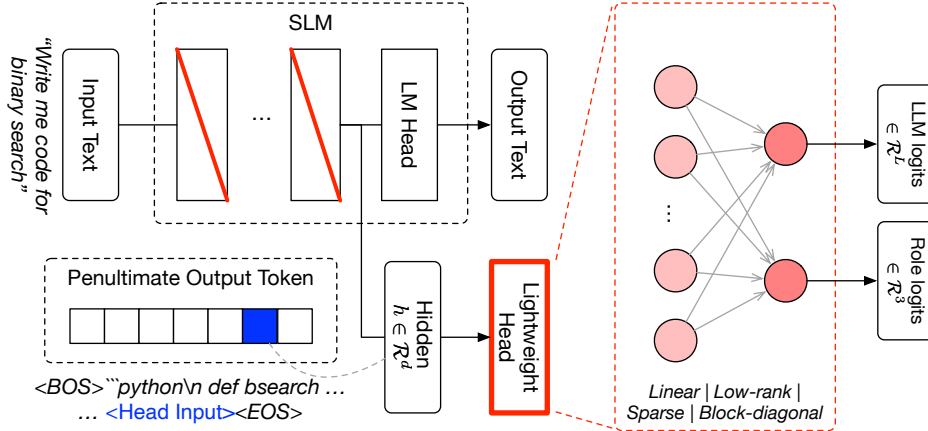 SLM
“Write me code for
binary search”
Input Text
...
LM Head
Output Text
Penultimate Output Token
<BOS>```python\n def bsearch ...
... <Head Input><EOS>
Hidden
h ∈ ℛ^d
Lightweight
Head
...
Linear | Low-rank |
Sparse | Block-diagonal
LLM logits
∈ ℛ^L
Role logits
∈ ℛ^3